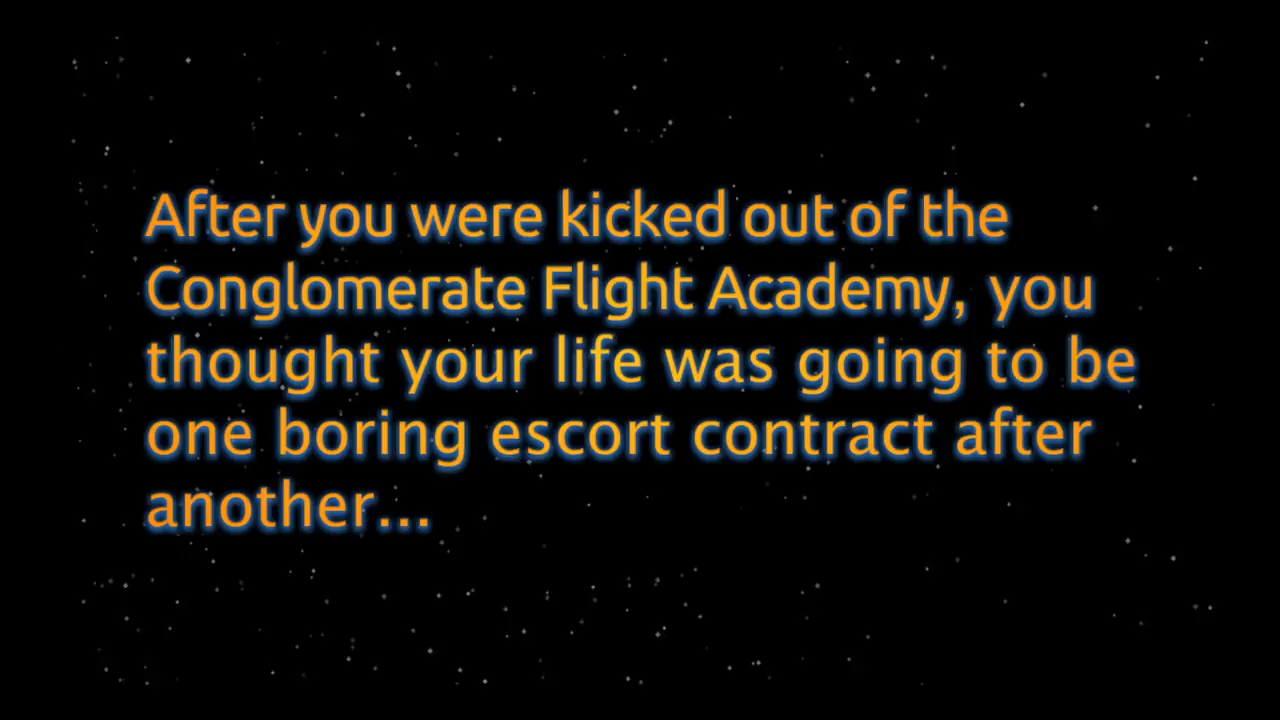 After you were kicked out of the
Conglomerate Flight Academy, you
thought your life was going to be
one boring escort contract after
another...